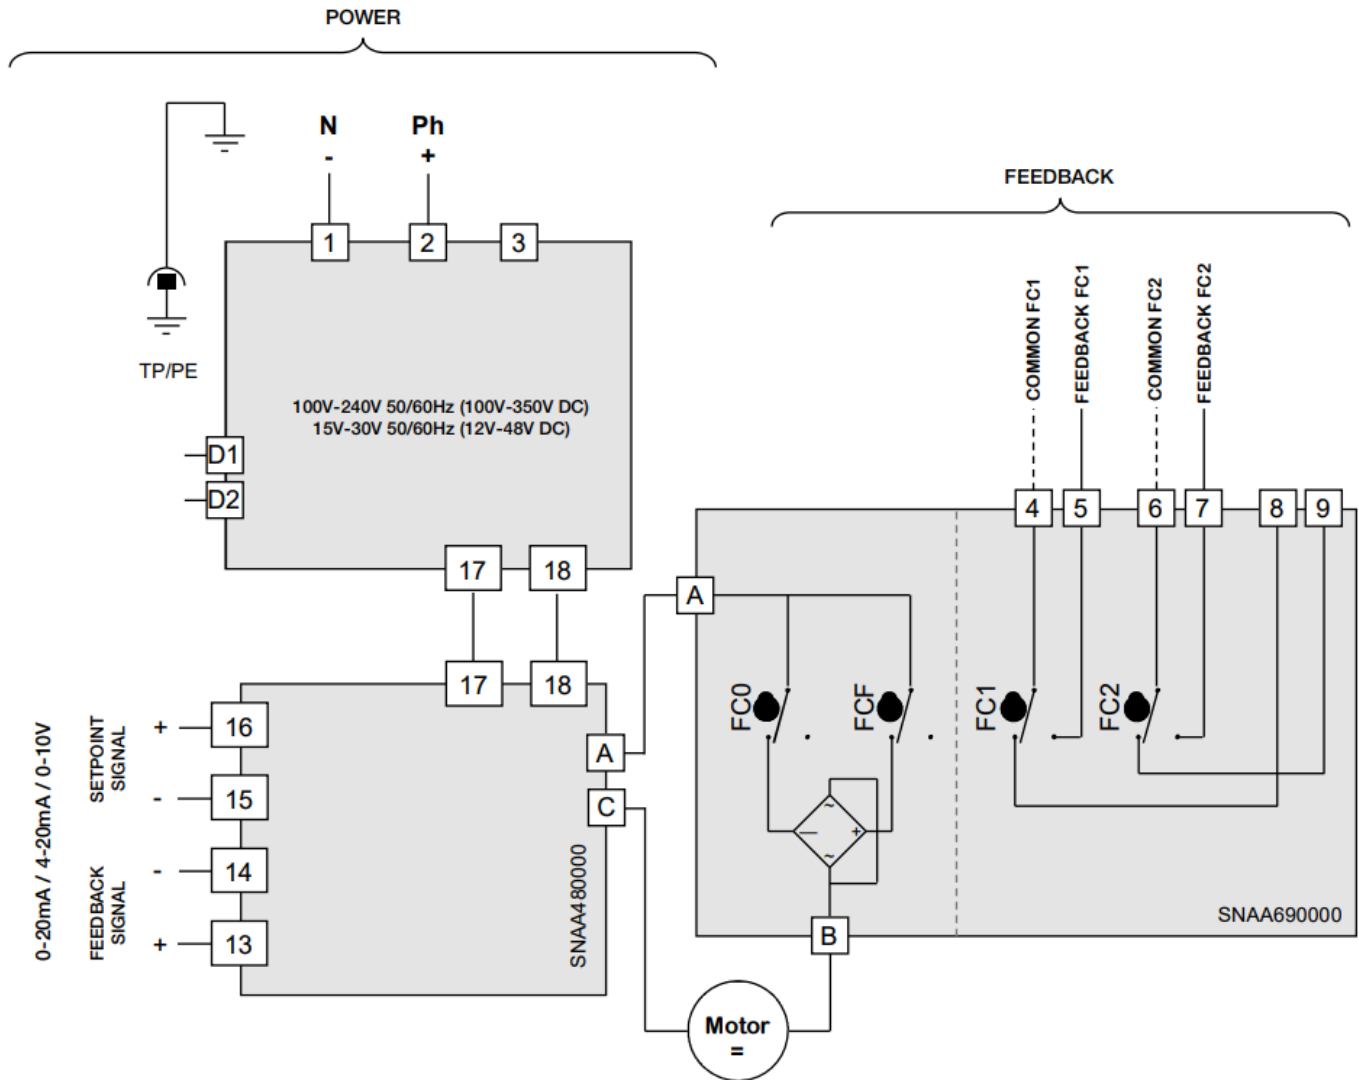 POWER
N
Ph
-
+
FEEDBACK
1
2
3
COMMON FC1
FEEDBACK FC1
COMMON FC2
FEEDBACK FC2
TP/PE
100V-240V 50/60Hz (100V-350V DC)
15V-30V 50/60Hz (12V-48V DC)
D1
D2
4
5
6
7
8
9
17
18
A
17
18
FC0
FCF
FC1
FC2
0-20mA / 4-20mA / 0-10V
SETPOINT
SIGNAL
+
16
-
15
A
C
FEEDBACK
SIGNAL
-
14
+
13
SNAA480000
~
—
+
~
SNAA690000
B
Motor
=